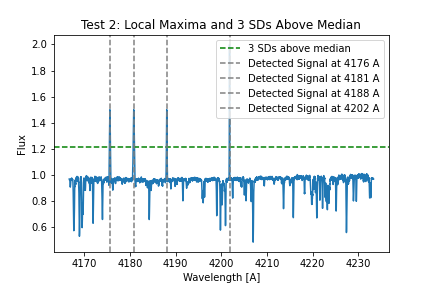 Test 2: Local Maxima and 3 SDs Above Median
2.0
1.8
1.6
1.4
1.2
1.0
0.8
0.6
Flux
3 SDs above median
Detected Signal at 4176 A
Detected Signal at 4181 A
Detected Signal at 4188 A
Detected Signal at 4202 A
4170 4180 4190 4200 4210 4220 4230
Wavelength [A]